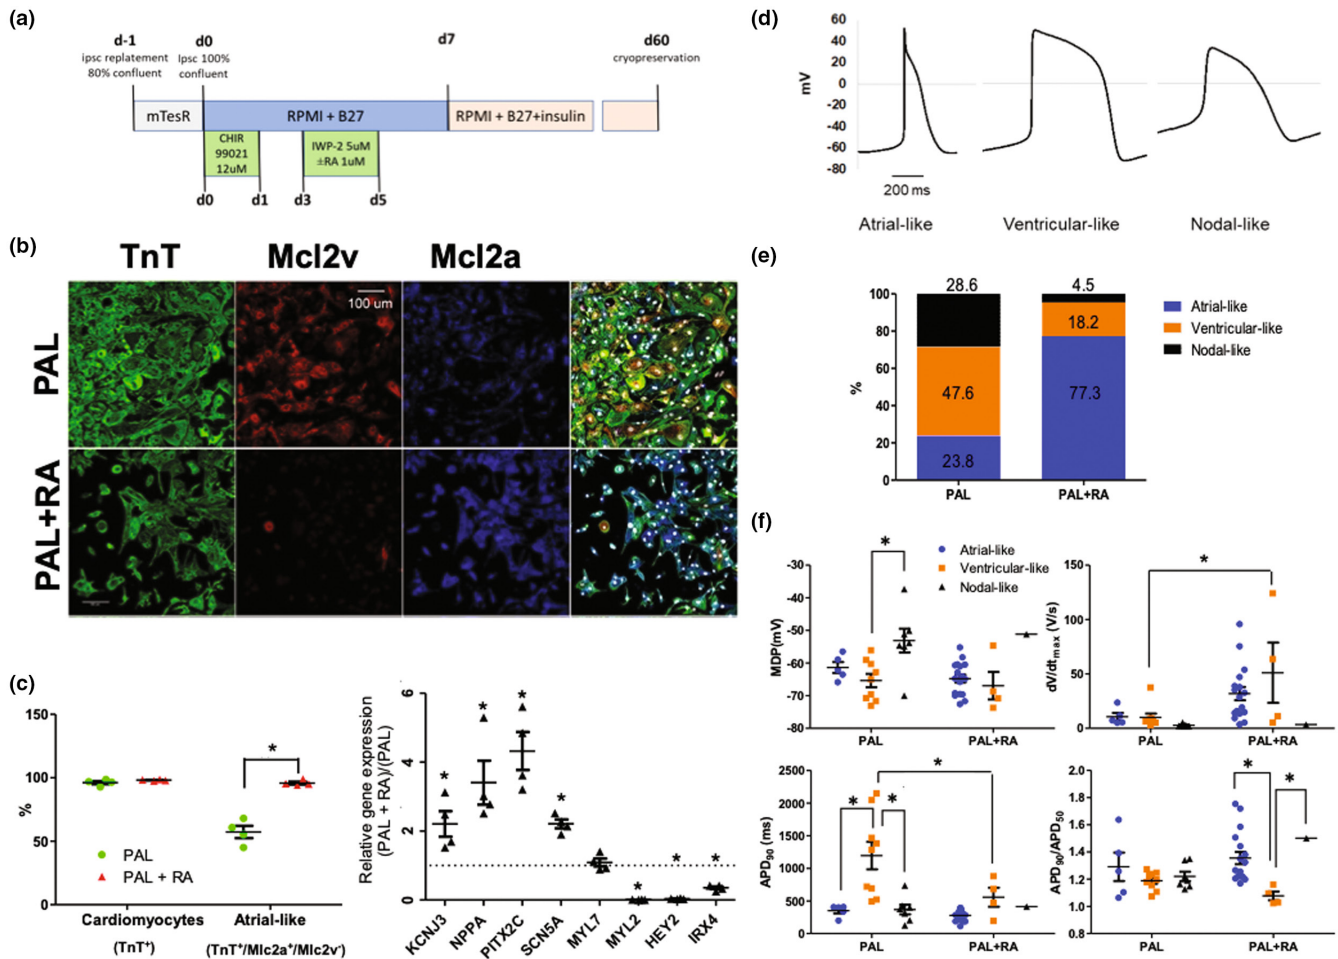 (a)
d-1
d0
d7
d60
ipsc replatement
80% confluent
Ipsc 100%
confluent
cryopreservation
mTesR
RPMI + B27
RPMI + B27+insulin
CHIR
99021
12uM
IWP-2 5uM
±RA 1uM
d0
d1
d3
d5
(b)
TnT
Mcl2v
Mcl2a
100 um
PAL
PAL+RA
(c)
150
100
50
0
%
*
PAL
PAL + RA
Cardiomyocytes
(TnT+)
Atrial-like
(TnT+/Mlc2a+/Mlc2v-)
Relative gene expression
(PAL + RA)/(PAL)
6
4
2
0
*
*
*
*
*
*
*
KCNJ3
NPPA
PITX2C
SCN5A
MYL7
MYL2
HEY2
IRX4
(d)
mV
60
40
20
0
-20
-40
-60
-80
200 ms
Atrial-like
Ventricular-like
Nodal-like
(e)
%
100
80
60
40
20
0
28.6
47.6
23.8
4.5
18.2
77.3
PAL
PAL+RA
Atrial-like
Ventricular-like
Nodal-like
(f)
MDP(mV)
-30
-40
-50
-60
-70
-80
*
Atrial-like
Ventricular-like
Nodal-like
PAL
PAL+RA
dV/dtmax (V/s)
150
100
50
0
*
PAL
PAL+RA
APD90 (ms)
2500
2000
1500
1000
500
0
*
*
*
PAL
PAL+RA
APD90/APD50
2.0
1.8
1.6
1.4
1.2
1.0
0.8
*
*
PAL
PAL+RA